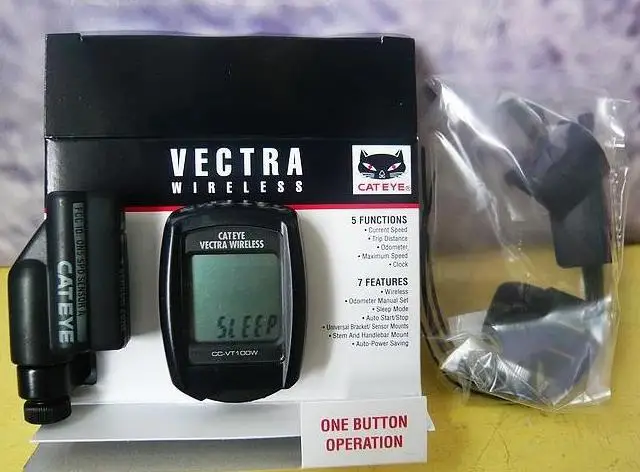 VECTRA
WIRELESS
CATEYE®
5 FUNCTIONS
• Current Speed
• Trip Distance
• Odometer
• Maximum Speed
• Clock
7 FEATURES
• Wireless
• Odometer Manual Set
• Sleep Mode
• Auto Start/Stop
• Universal Bracket/ Sensor Mounts
• Stem And Handlebar Mount
• Auto-Power Saving
CATEYE
VECTRA WIRELESS
SLEEP
CC-VT100W
CATEYE
ONE BUTTON
OPERATION